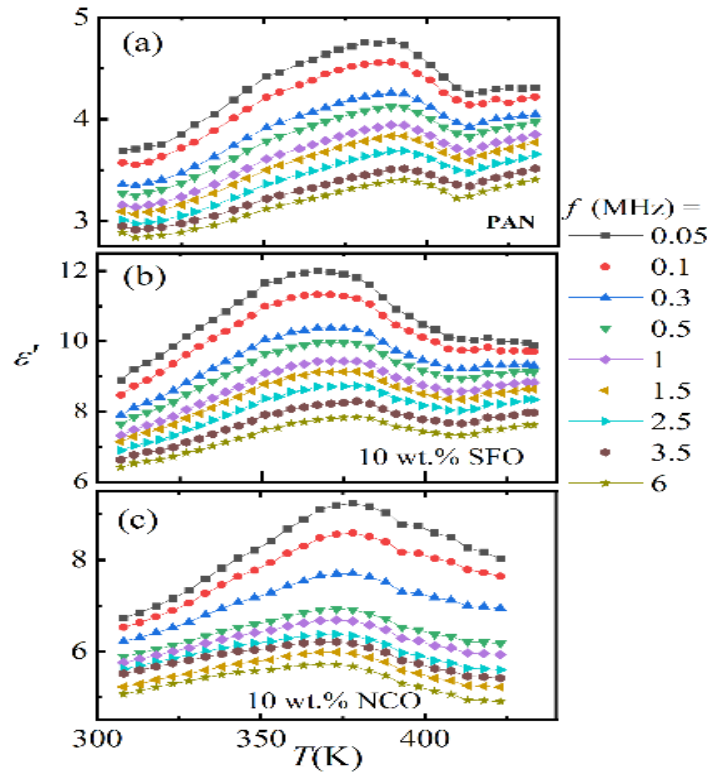 (a)
5
4
3
PAN
f (MHz) =
0.05
0.1
0.3
0.5
1
1.5
2.5
3.5
6
(b)
12
10
8
6
ε'r
10 wt.% SFO
(c)
8
6
10 wt.% NCO
300 350 400
T(K)